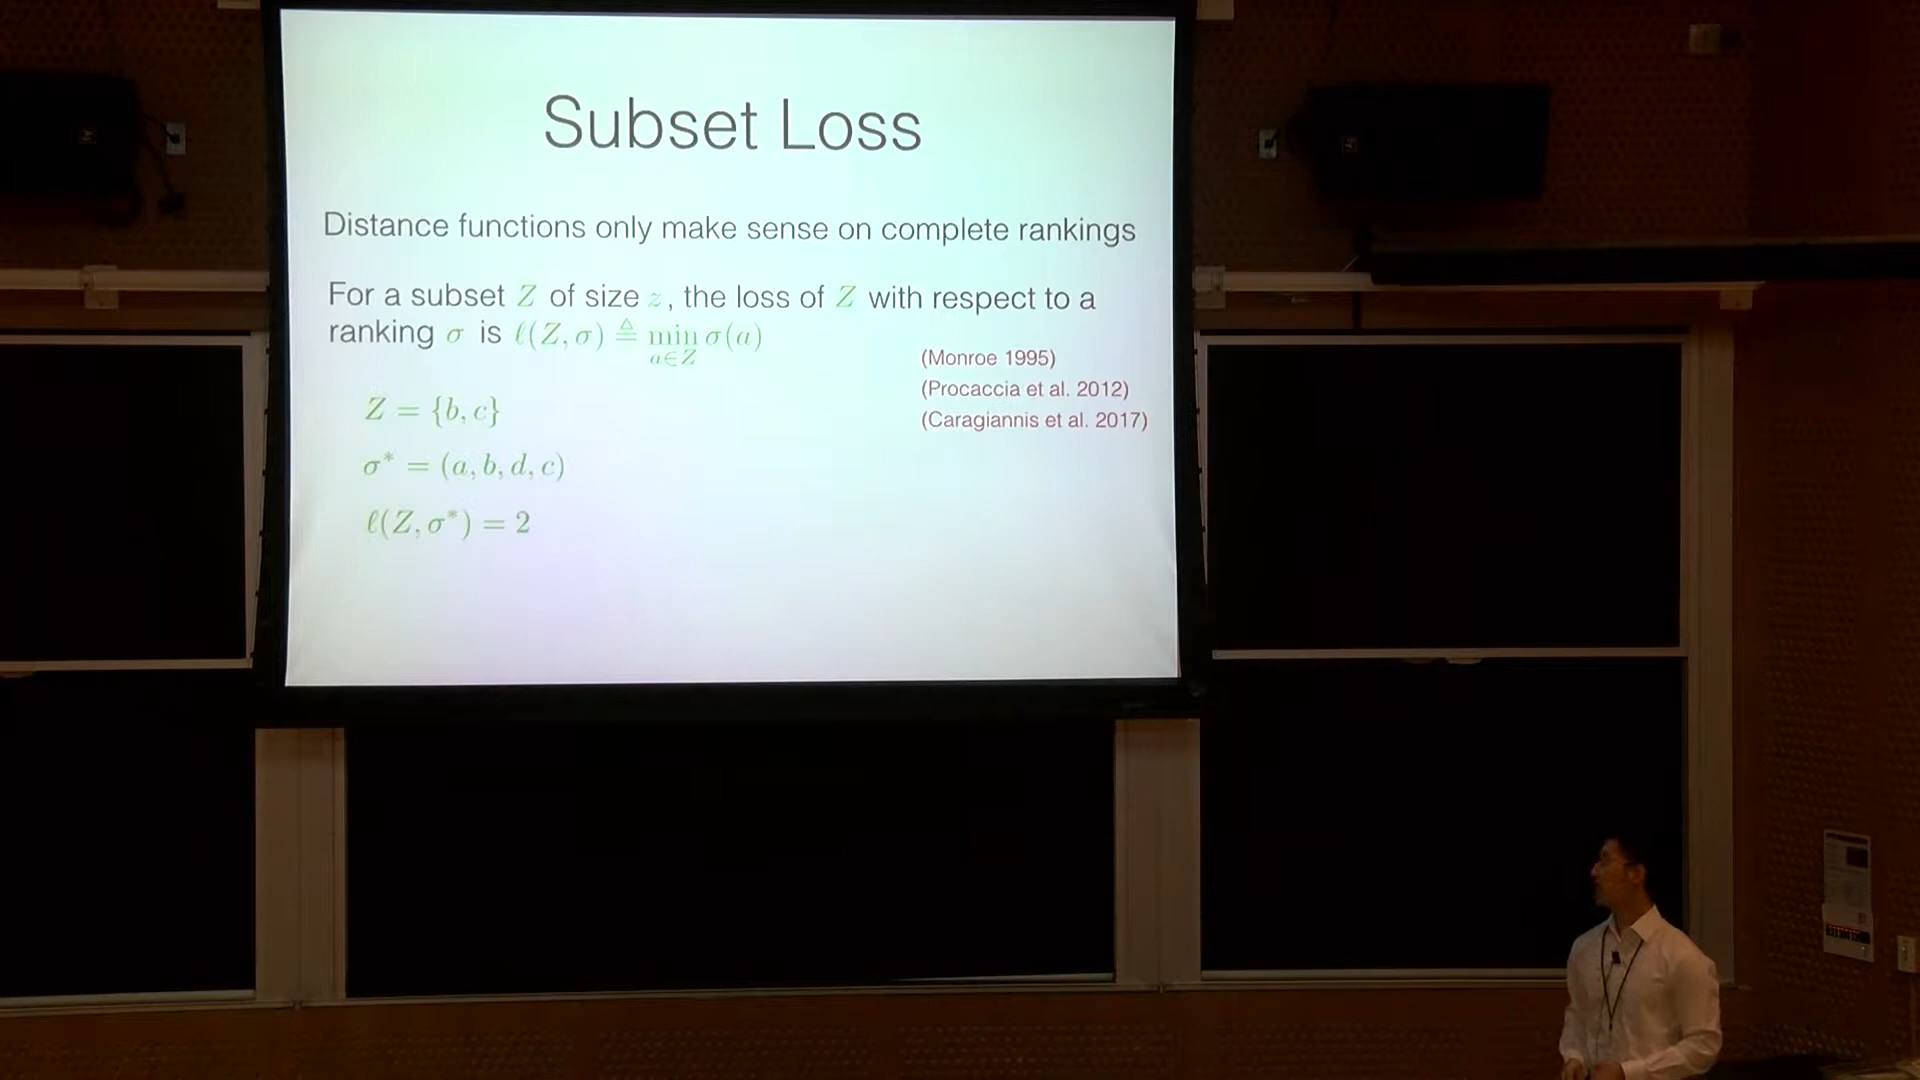 Subset Loss
Distance functions only make sense on complete rankings
For a subset Z of size z, the loss of Z with respect to a
ranking σ is ℓ(Z, σ) ≜ min σ(a)
a∈Z
(Monroe 1995)
(Procaccia et al. 2012)
(Caragiannis et al. 2017)
Z = {b, c}
σ* = (a, b, d, c)
ℓ(Z, σ*) = 2